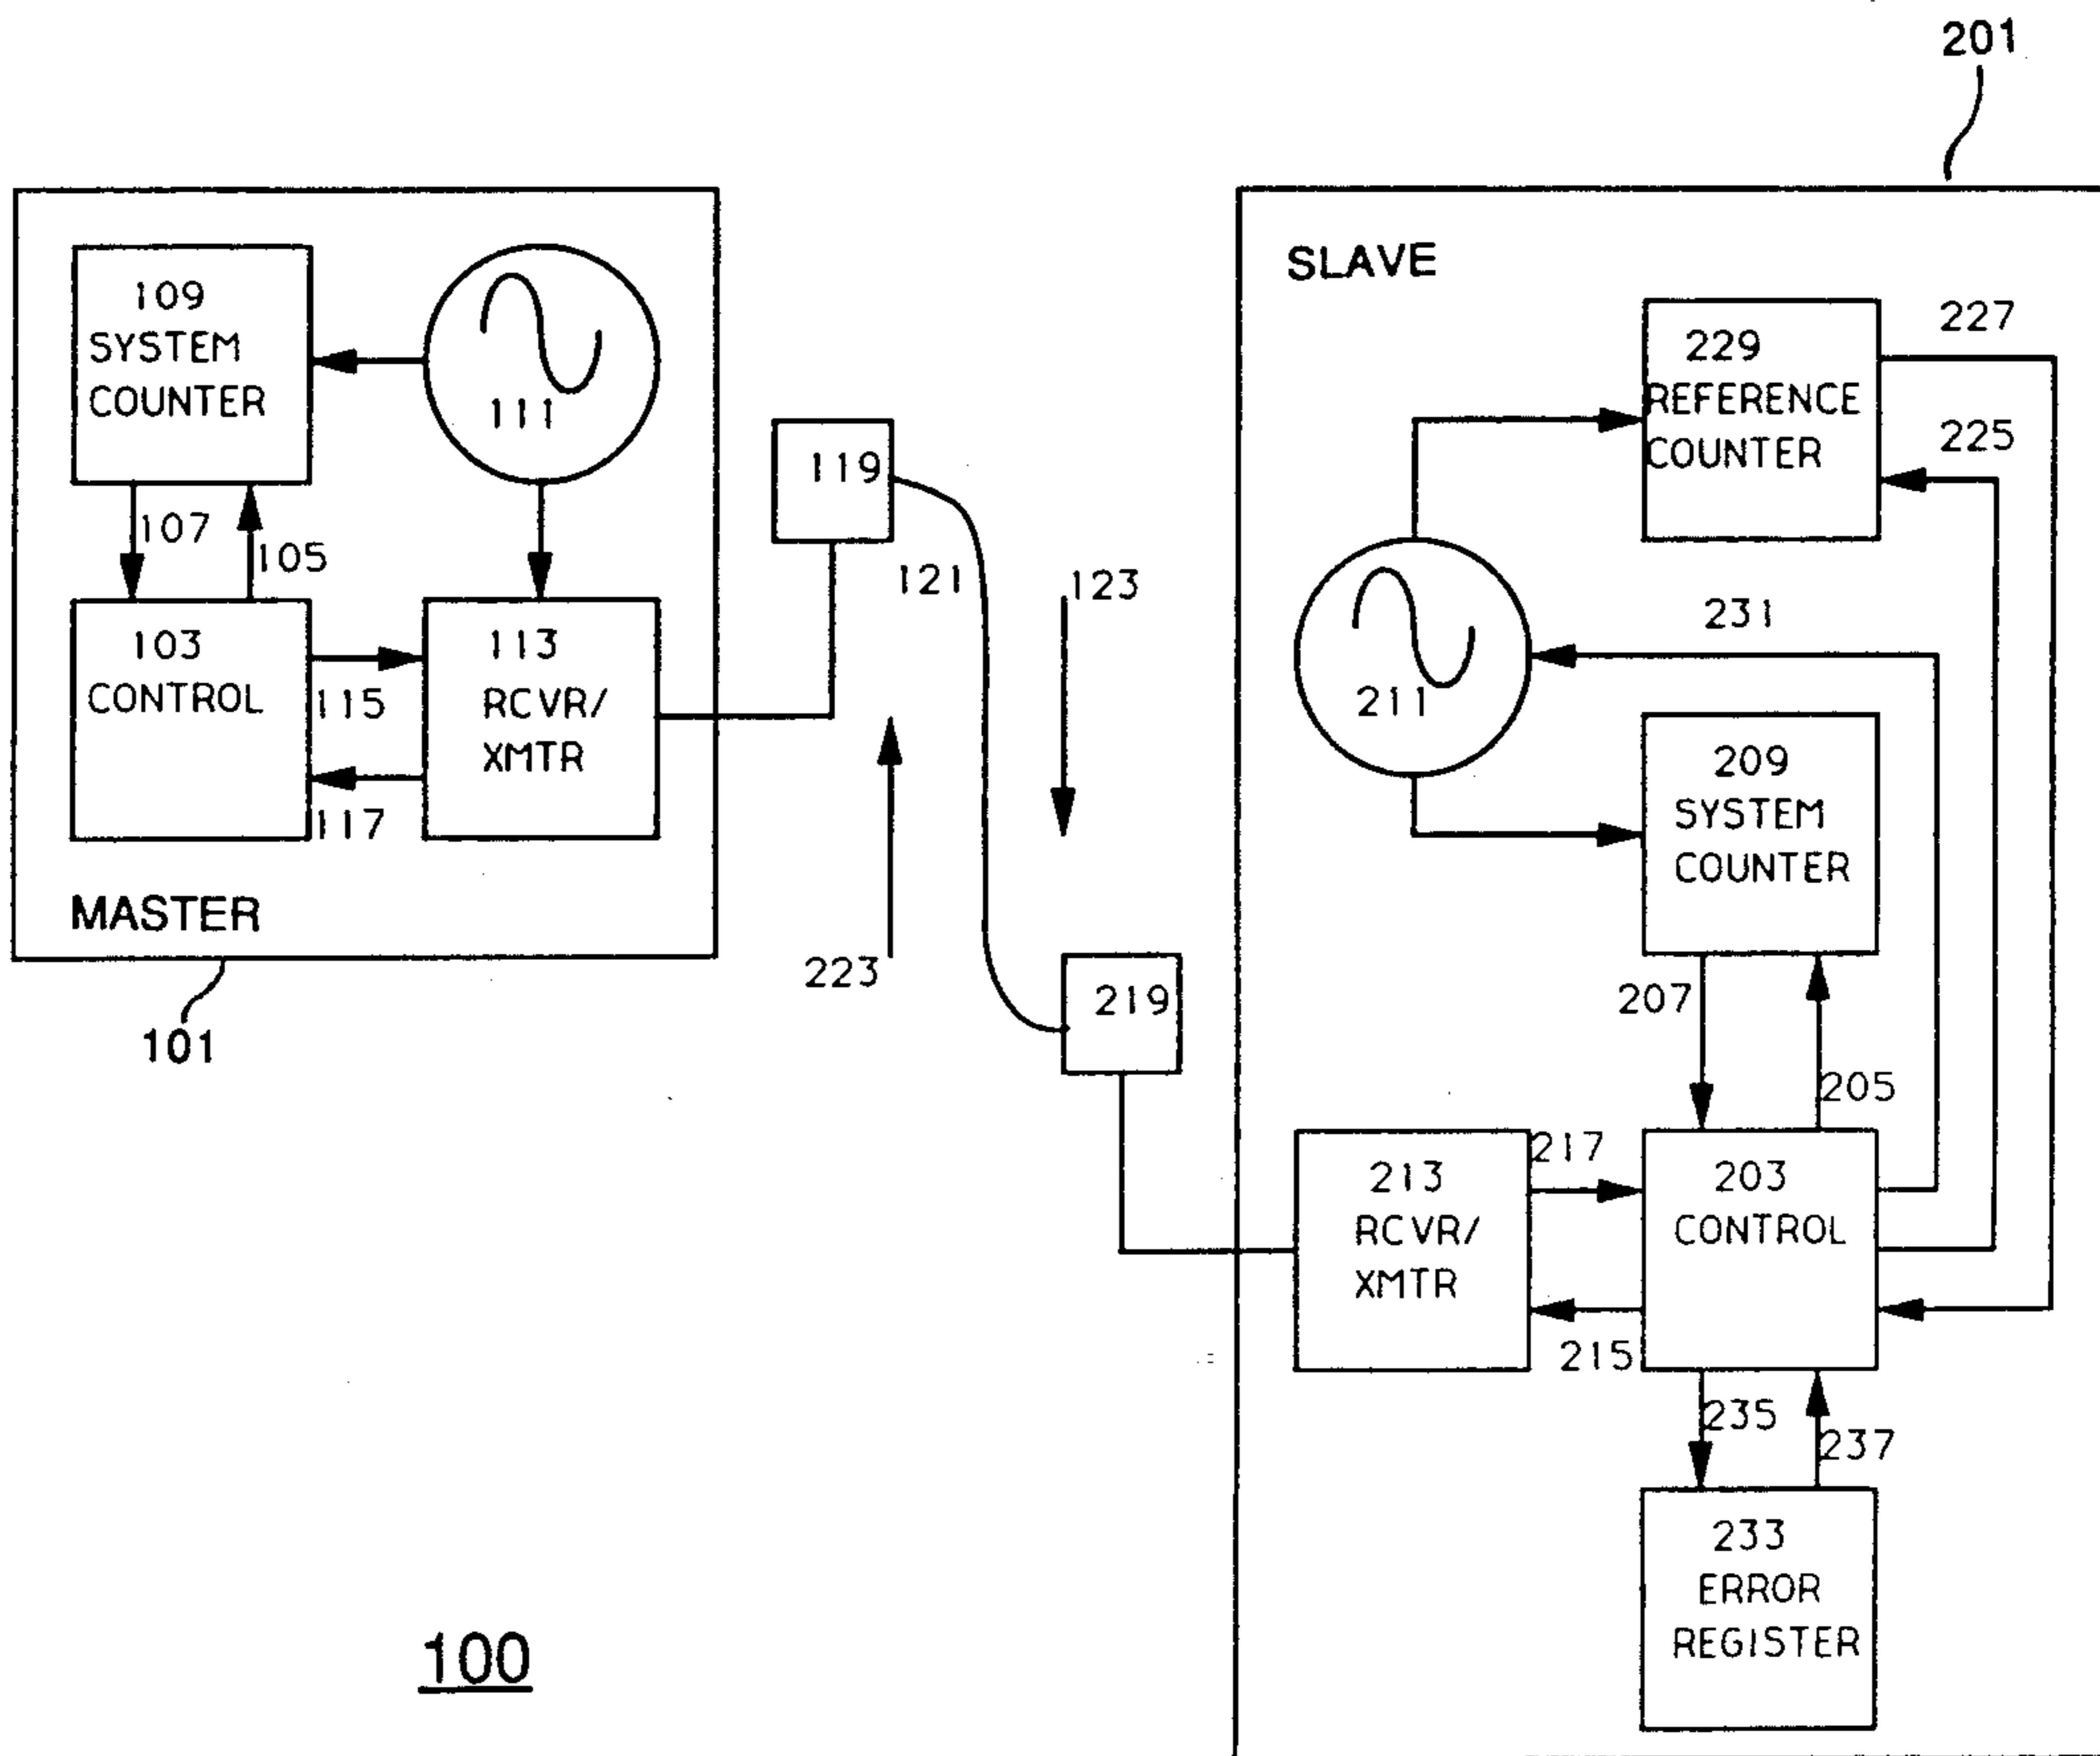 201
109
SYSTEM
COUNTER
111
107
105
103
CONTROL
113
RCVR/
XMTR
115
117
MASTER
101
119
121
123
223
219
SLAVE
229
REFERENCE
COUNTER
227
225
231
211
209
SYSTEM
COUNTER
207
205
217
213
RCVR/
XMTR
203
CONTROL
215
235
237
233
ERROR
REGISTER
100